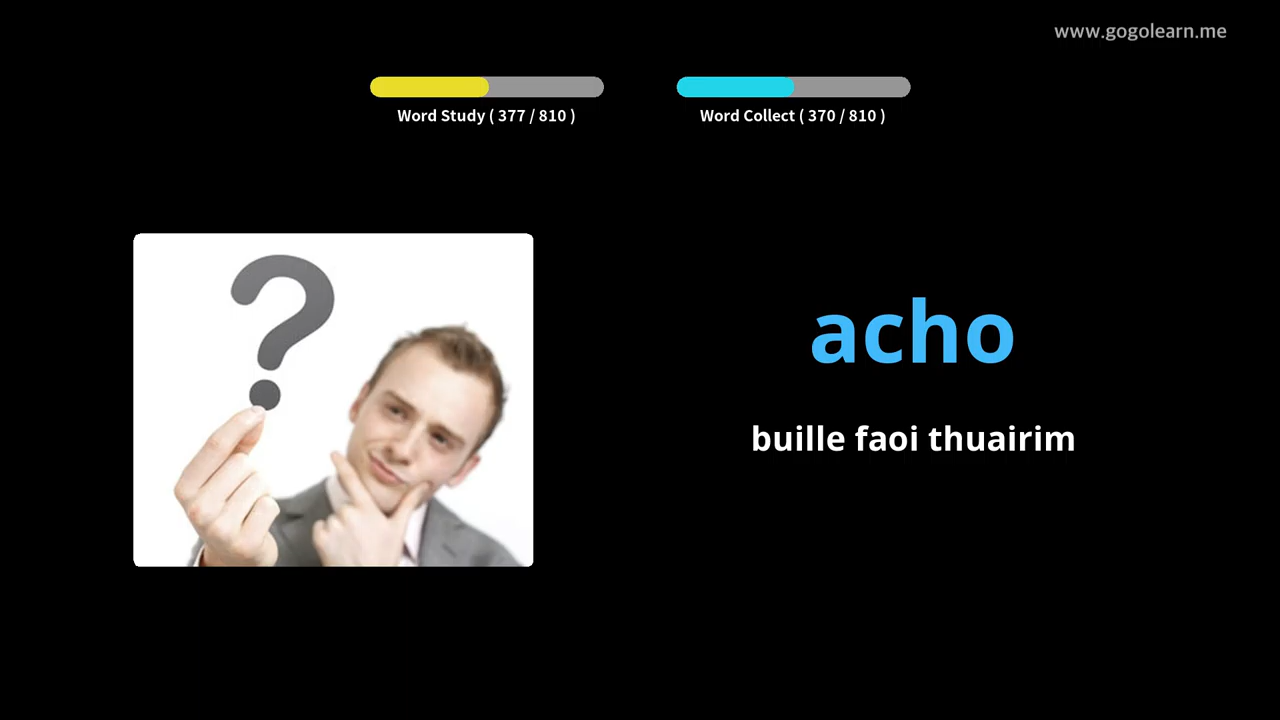 www.gogolearn.me
Word Study ( 377 / 810 )
Word Collect ( 370 / 810 )
acho
buille faoi thuairim